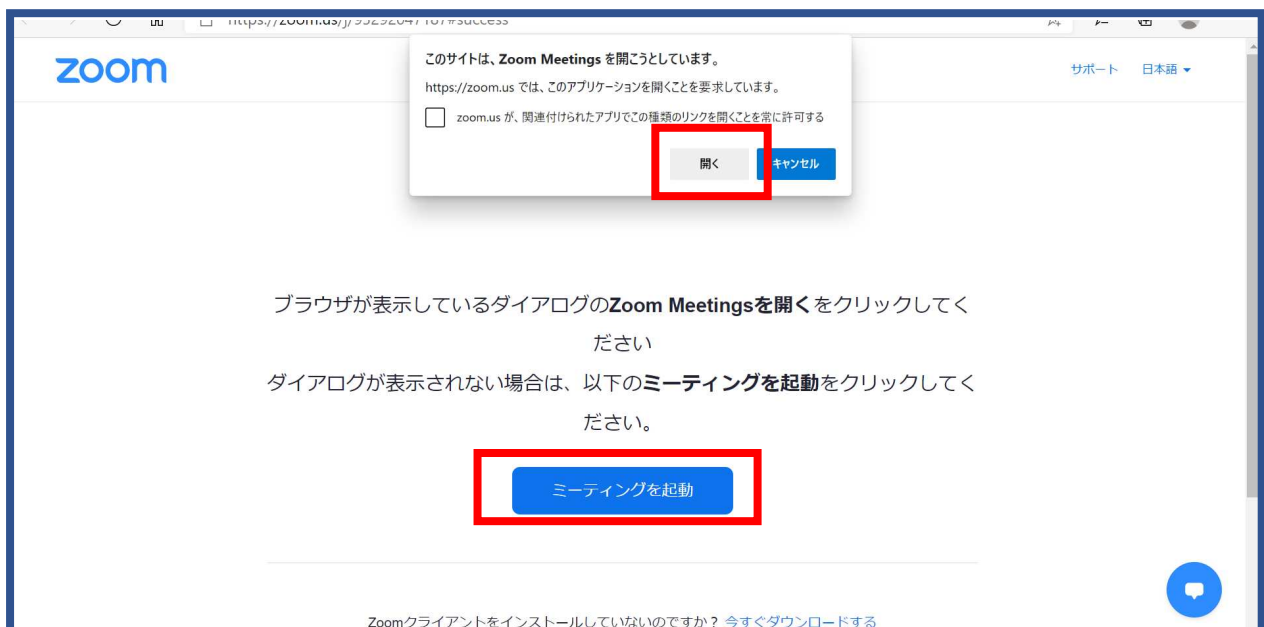 https://zoom.us/j/95292047187#success
zoom
このサイトは、Zoom Meetings を開こうとしています。
https://zoom.us では、このアプリケーションを開くことを要求しています。
zoom.us が、関連付けられたアプリでこの種類のリンクを開くことを常に許可する
開く
キャンセル
サポート 日本語
ブラウザが表示しているダイアログのZoom Meetingsを開くをクリックしてく
ださい
ダイアログが表示されない場合は、以下のミーティングを起動をクリックしてく
ださい。
ミーティングを起動
Zoomクライアントをインストールしていないのですか？ 今すぐダウンロードする